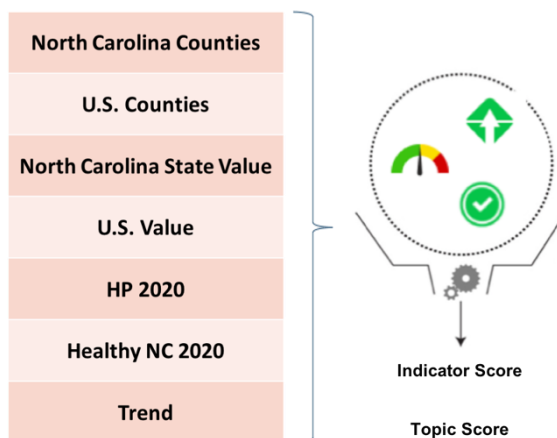 North Carolina Counties
U.S. Counties
North Carolina State Value
U.S. Value
HP 2020
Healthy NC 2020
Trend
Indicator Score
Topic Score